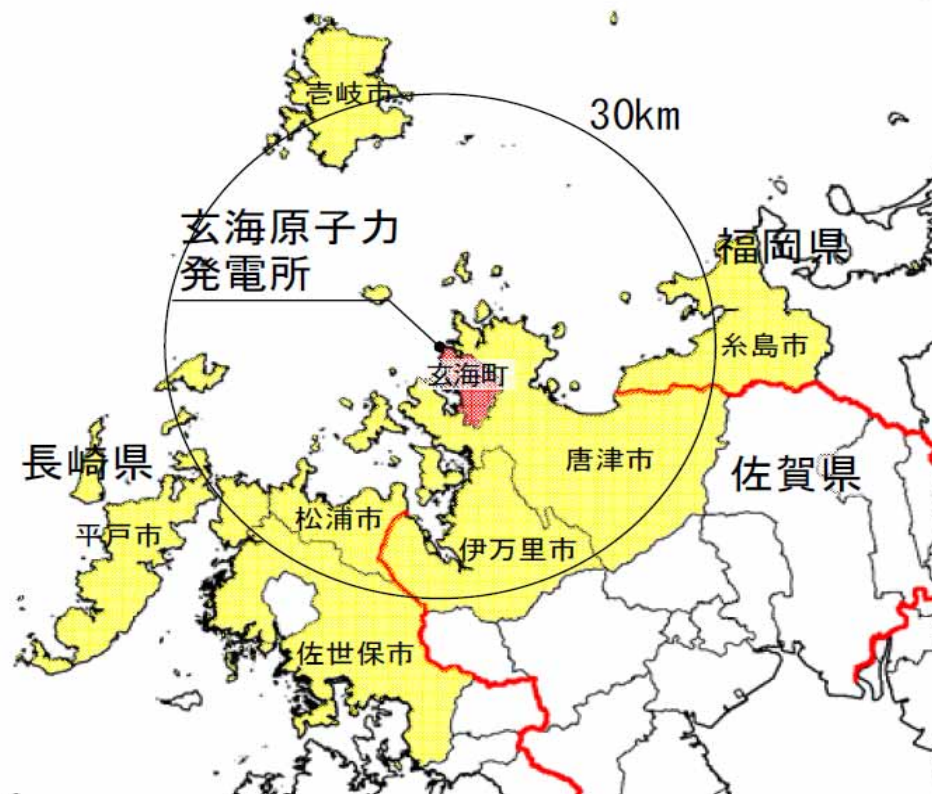 壱岐市
30km
玄海原子力
発電所
福岡県
糸島市
玄海町
長崎県
唐津市
佐賀県
平戸市
松浦市
伊万里市
佐世保市